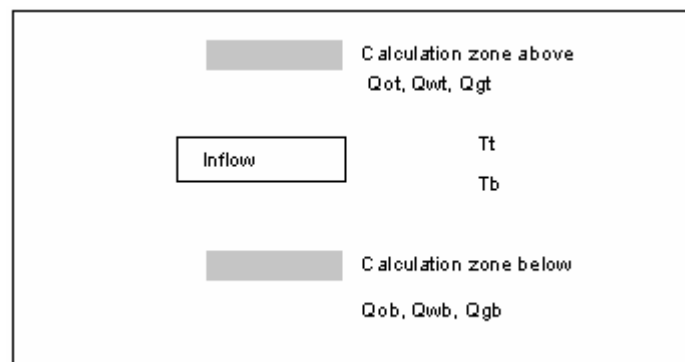 Calculation zone above
Qot, Qwt, Qgt
Inflow
Tt
Tb
Calculation zone below
Qob, Qwb, Qgb